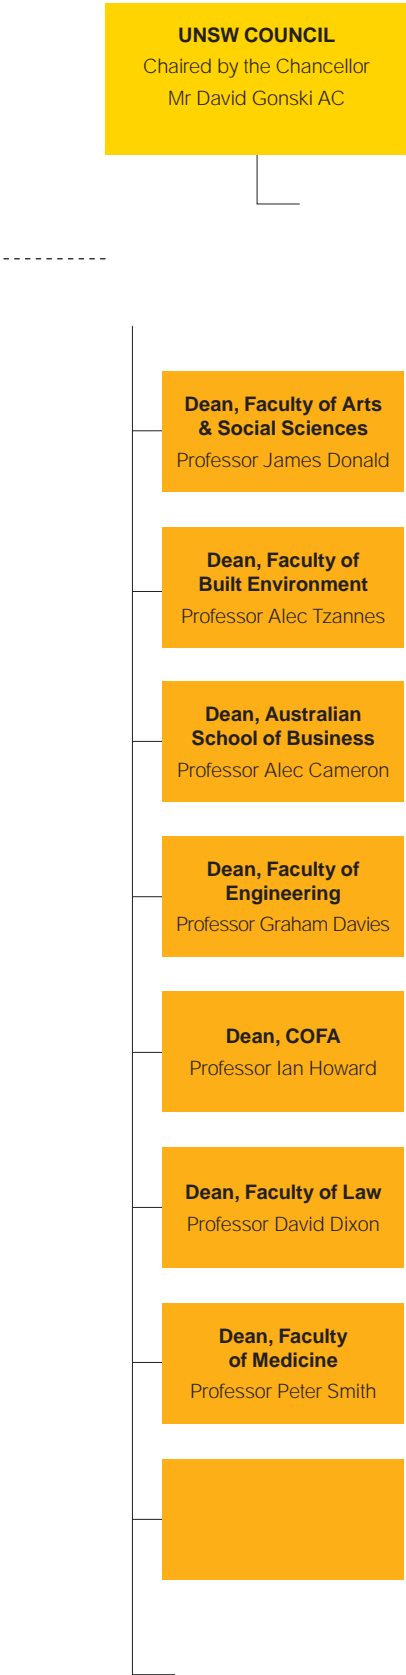 UNSW COUNCIL
Chaired by the Chancellor
Mr David Gonski AC
Dean, Faculty of Arts
& Social Sciences
Professor James Donald
Dean, Faculty of
Built Environment
Professor Alec Tzannes
Dean, Australian
School of Business
Professor Alec Cameron
Dean, Faculty of
Engineering
Professor Graham Davies
Dean, COFA
Professor Ian Howard
Dean, Faculty of Law
Professor David Dixon
Dean, Faculty
of Medicine
Professor Peter Smith